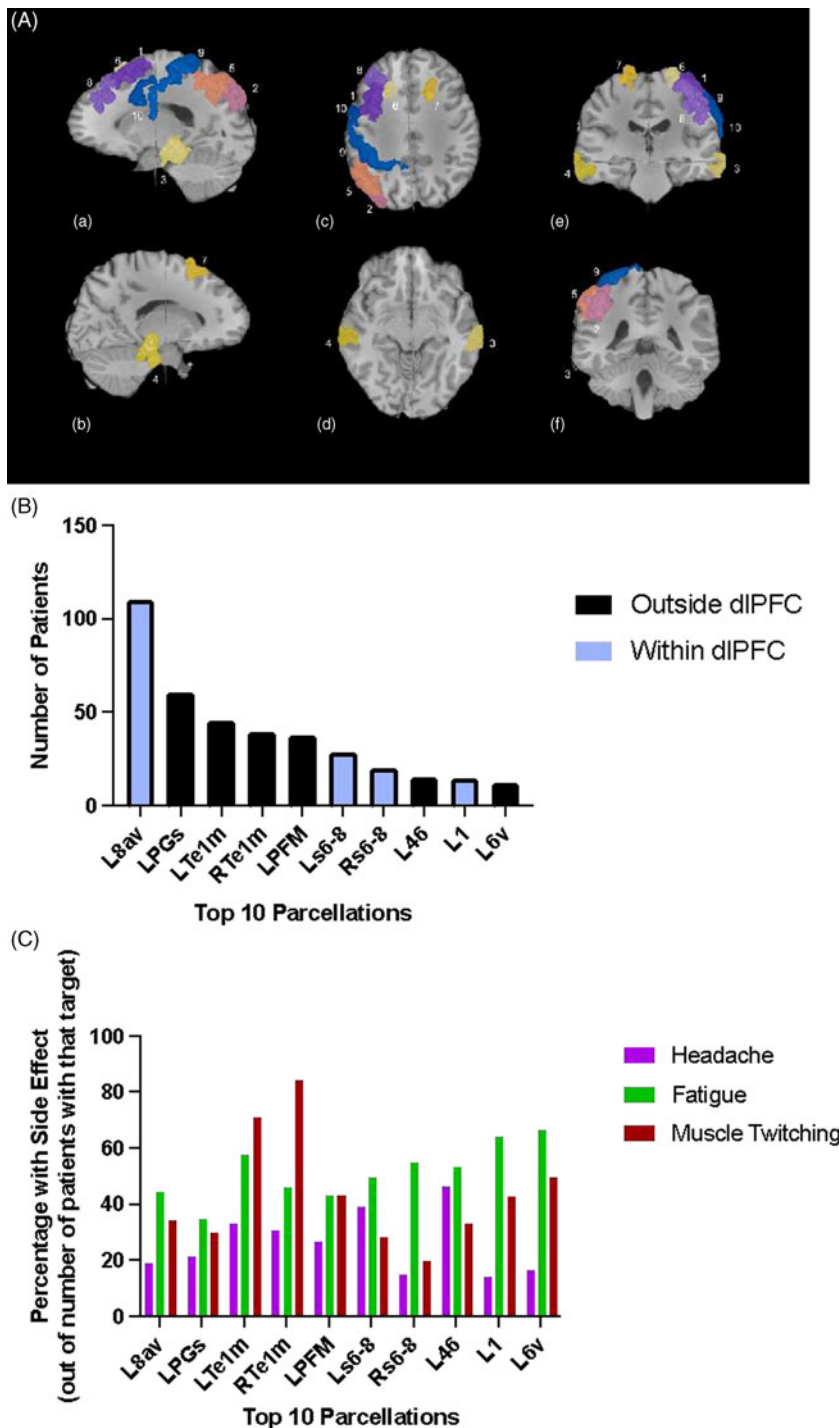 (A)
6 1 9 5
8 2
10
3
(a)
8 7
1 6
10 7
9
5
2
(c)
7 6 1
9
8
10
4 3
(e)
7
4
(b)
4 3
(d)
9
5
2
3
(f)
(B)
150
100
50
0
Number of Patients
Outside dlPFC
Within dlPFC
L8av LPGs LTe1m RTe1m LPFM Ls6-8 Rs6-8 L46 L1 L6v
Top 10 Parcellations
(C)
100
80
60
40
20
0
Percentage with Side Effect
(out of number of patients with that target)
Headache
Fatigue
Muscle Twitching
L8av LPGs LTe1m RTe1m LPFM Ls6-8 Rs6-8 L46 L1 L6v
Top 10 Parcellations